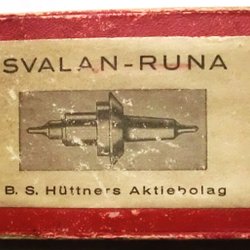 SVALAN-RUNA
B. S. Hüttners Aktiebolag